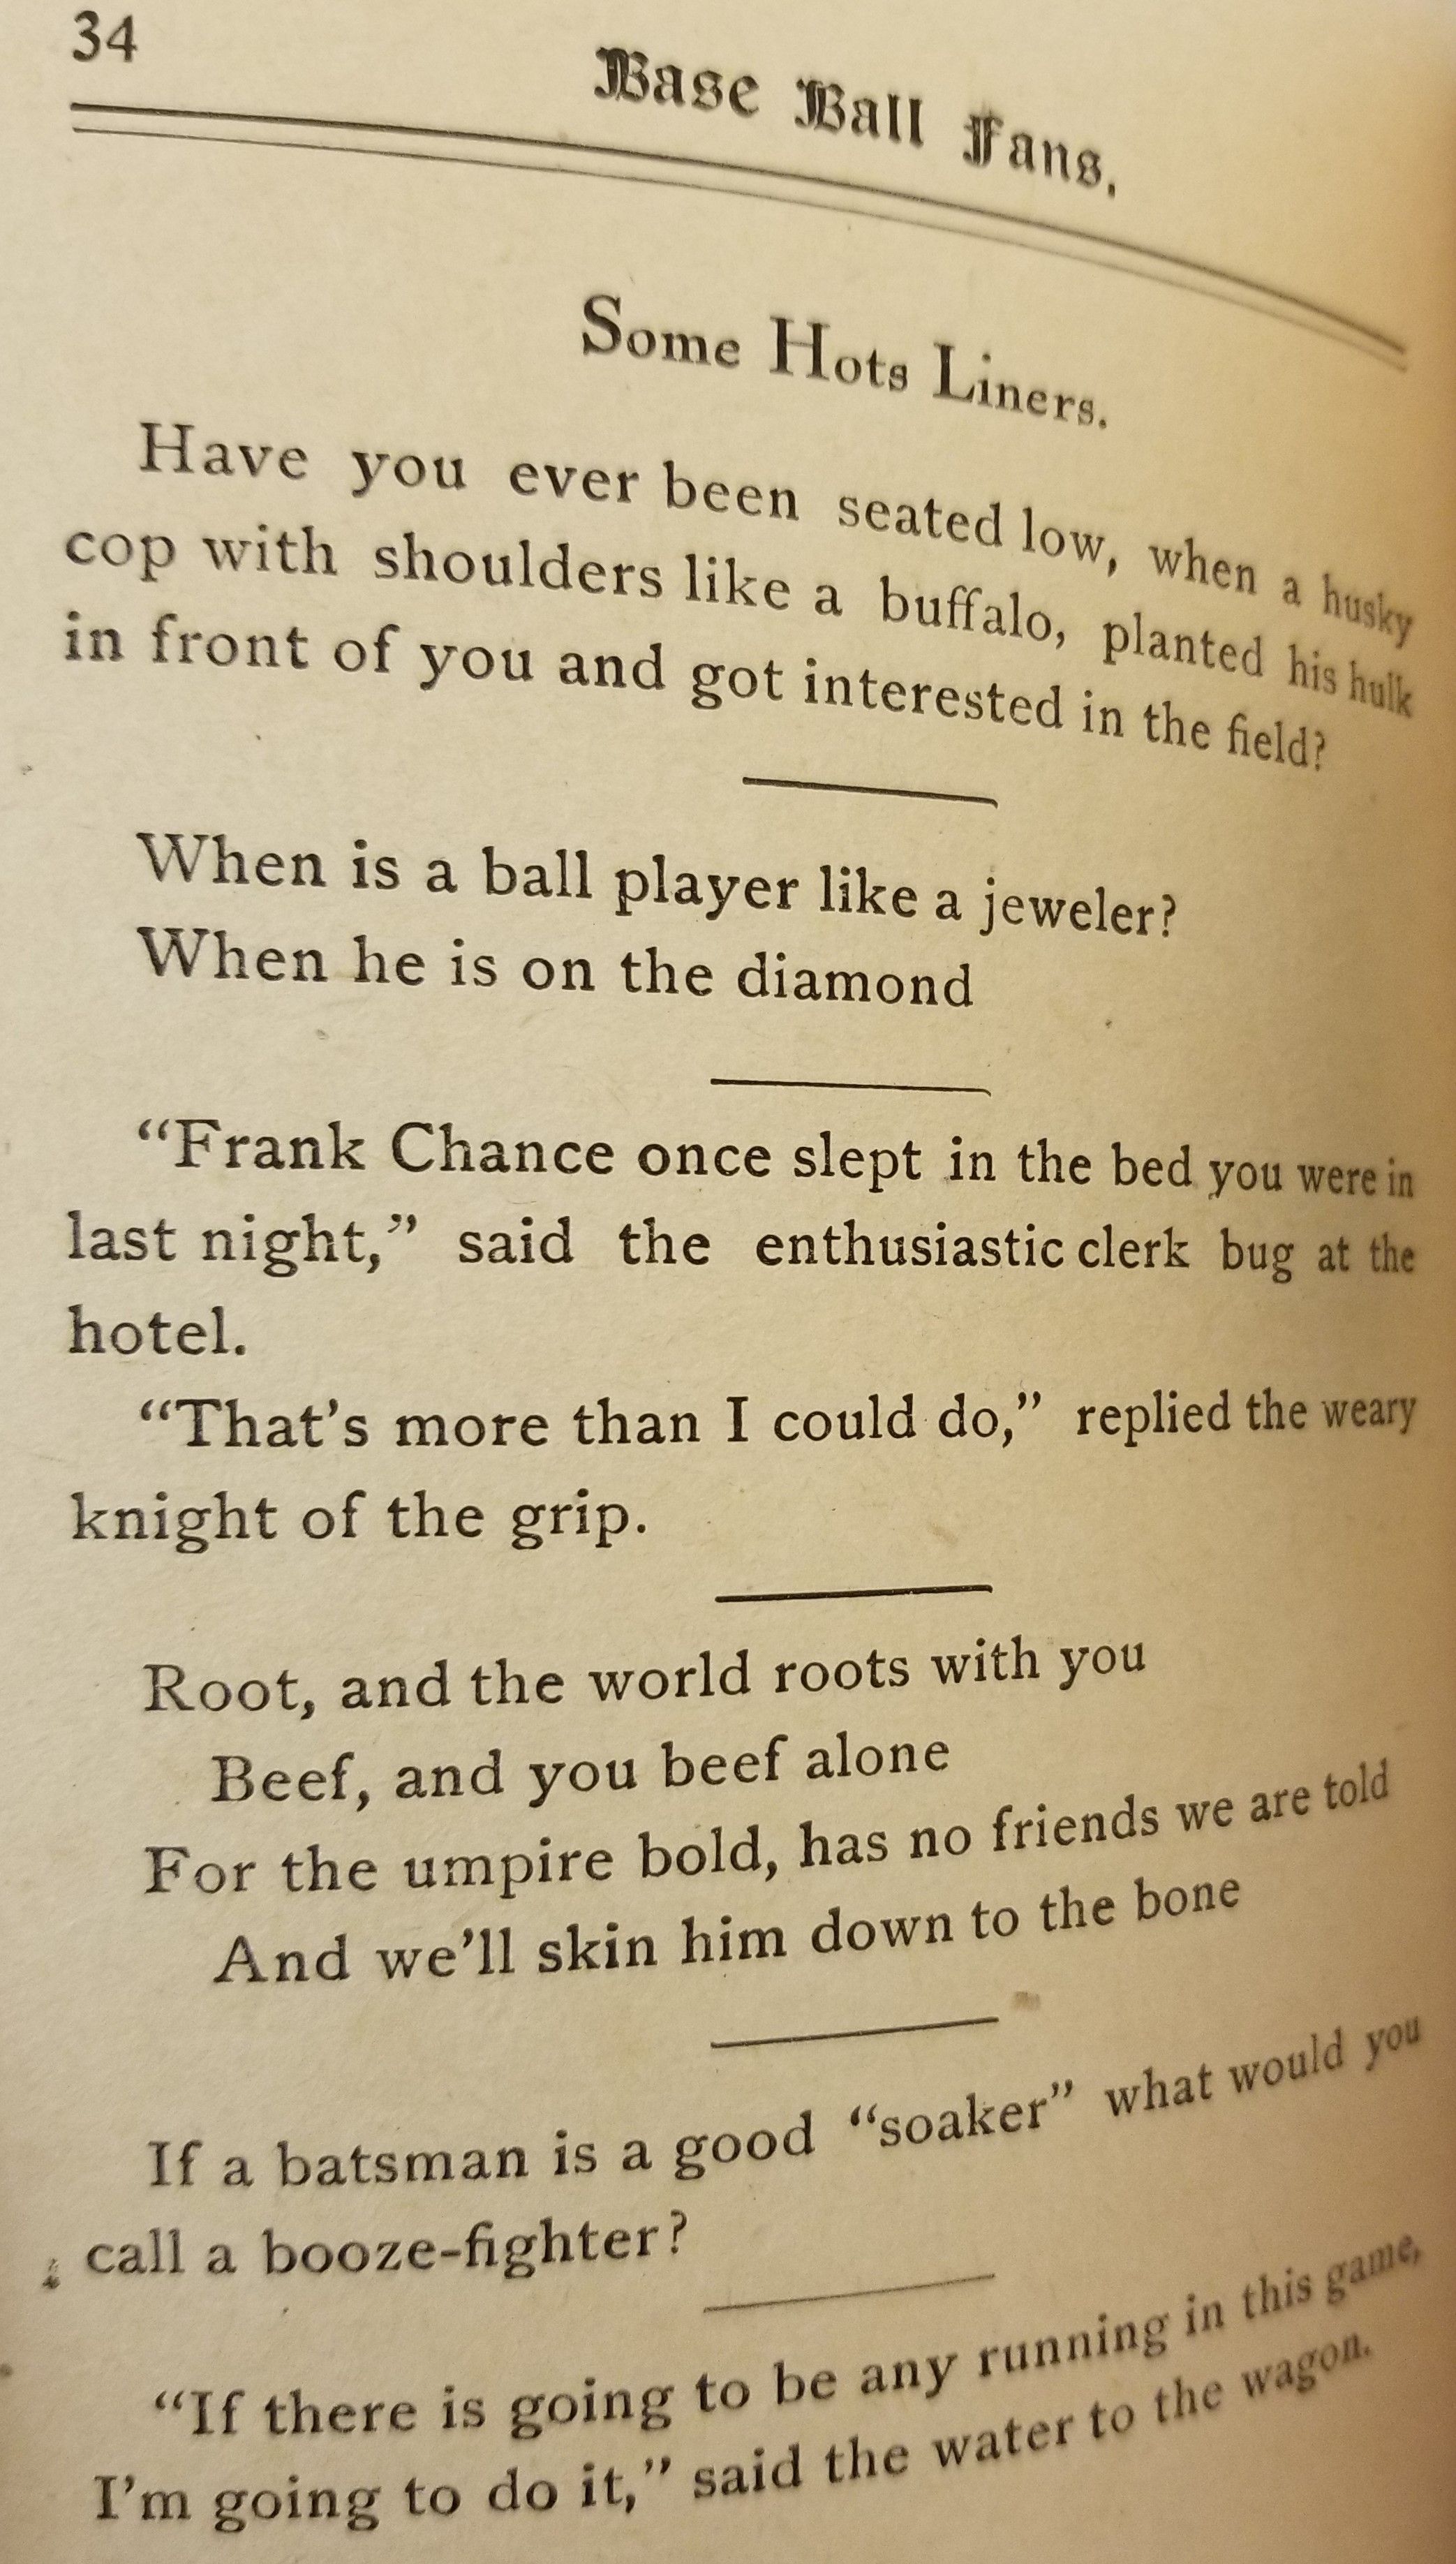 34
Base Ball Fans.
Some Hots Liners.
Have you ever been seated low, when a husky
cop with shoulders like a buffalo, planted his hulk
in front of you and got interested in the field?
When is a ball player like a jeweler?
When he is on the diamond
“Frank Chance once slept in the bed you were in
last night,” said the enthusiastic clerk bug at the
hotel.
“That’s more than I could do,” replied the weary
knight of the grip.
Root, and the world roots with you
Beef, and you beef alone
For the umpire bold, has no friends we are told
And we’ll skin him down to the bone
If a batsman is a good “soaker” what would you
call a booze-fighter?
“If there is going to be any running in this game,
I’m going to do it,” said the water to the wagon.